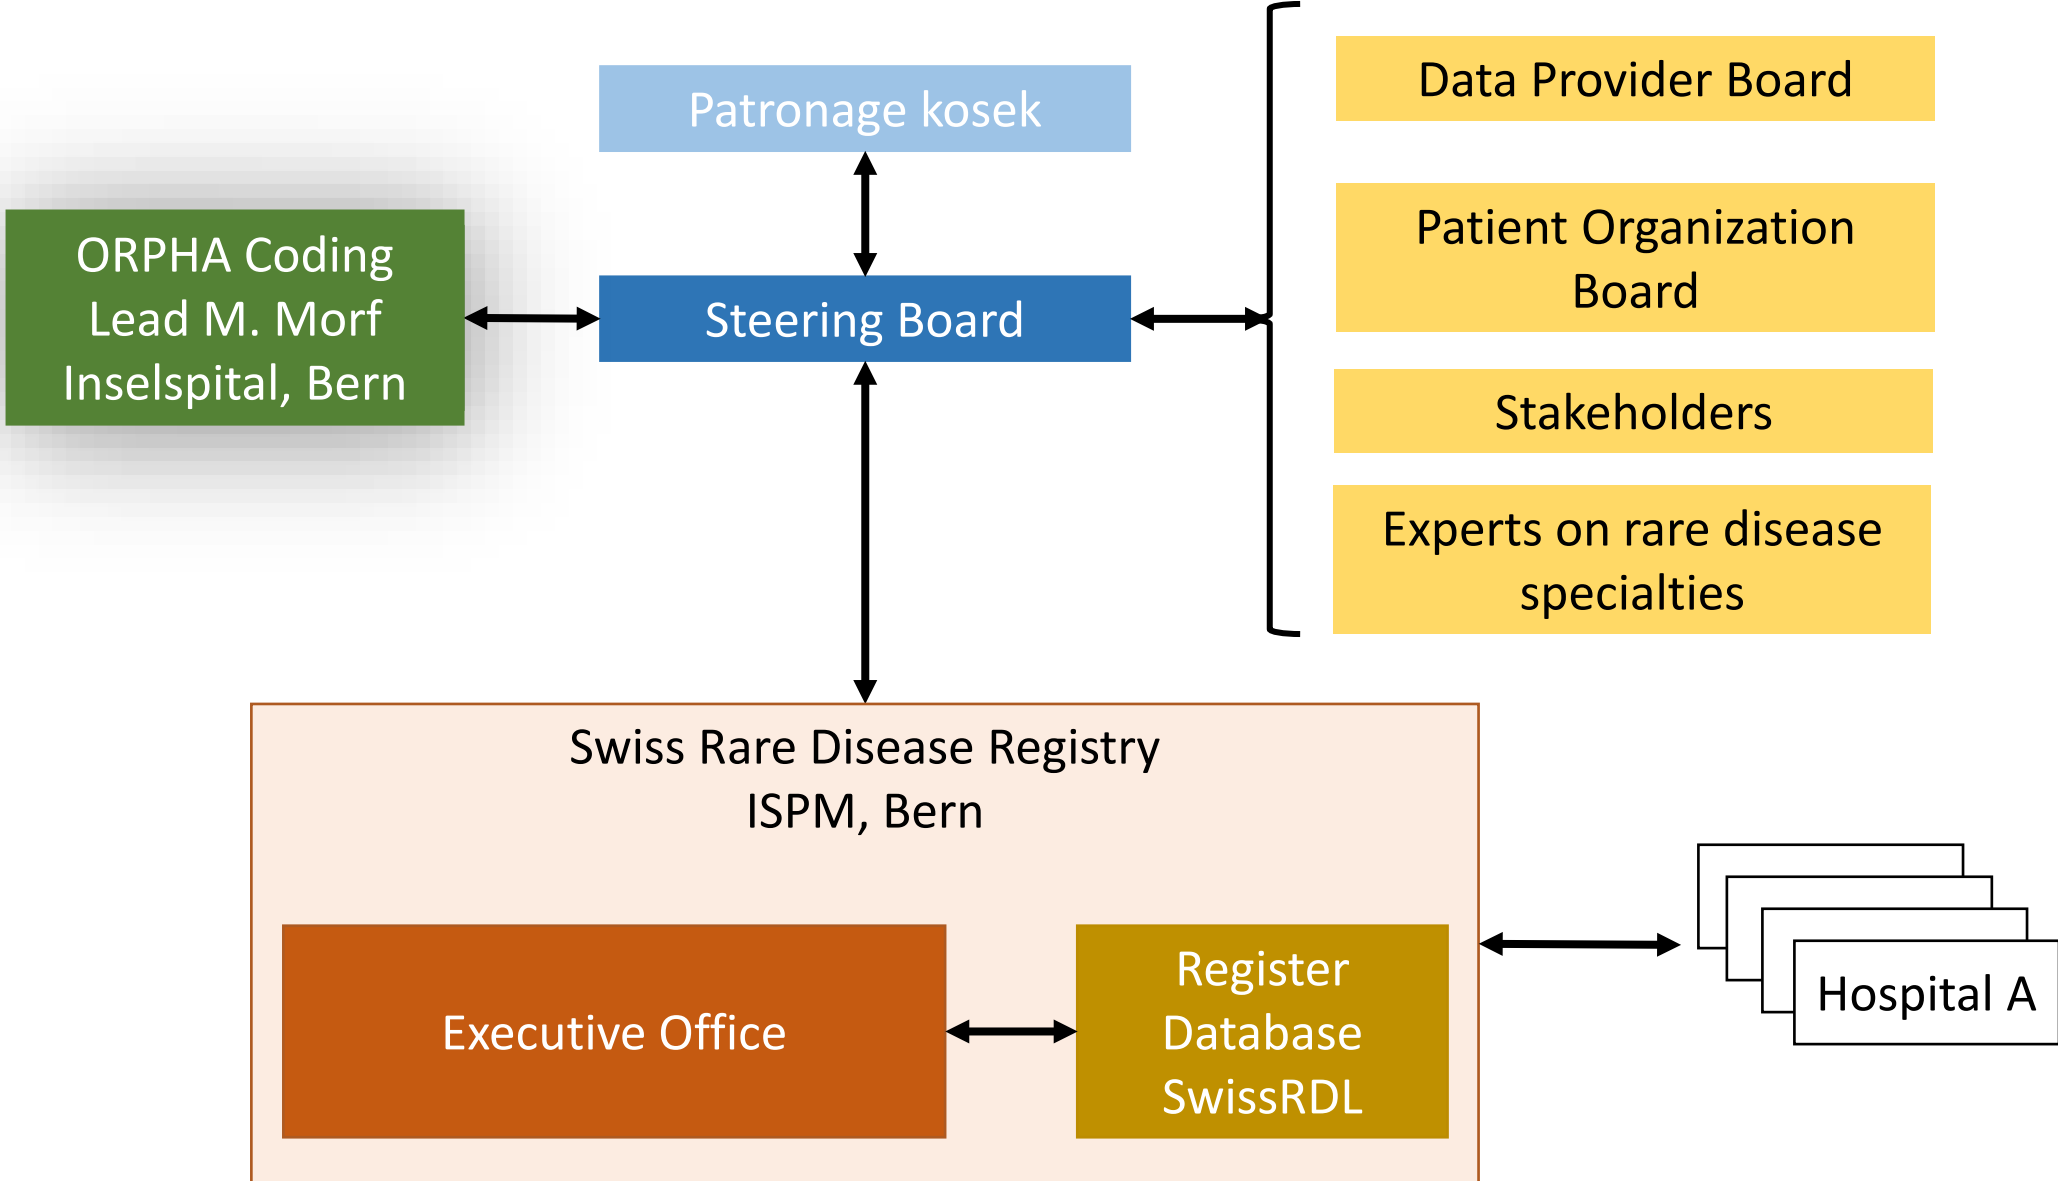 Patronage kosek
ORPHA Coding
Lead M. Morf
Inselspital, Bern
Steering Board
Data Provider Board
Patient Organization
Board
Stakeholders
Experts on rare disease
specialties
Swiss Rare Disease Registry
ISPM, Bern
Executive Office
Register
Database
SwissRDL
Hospital A